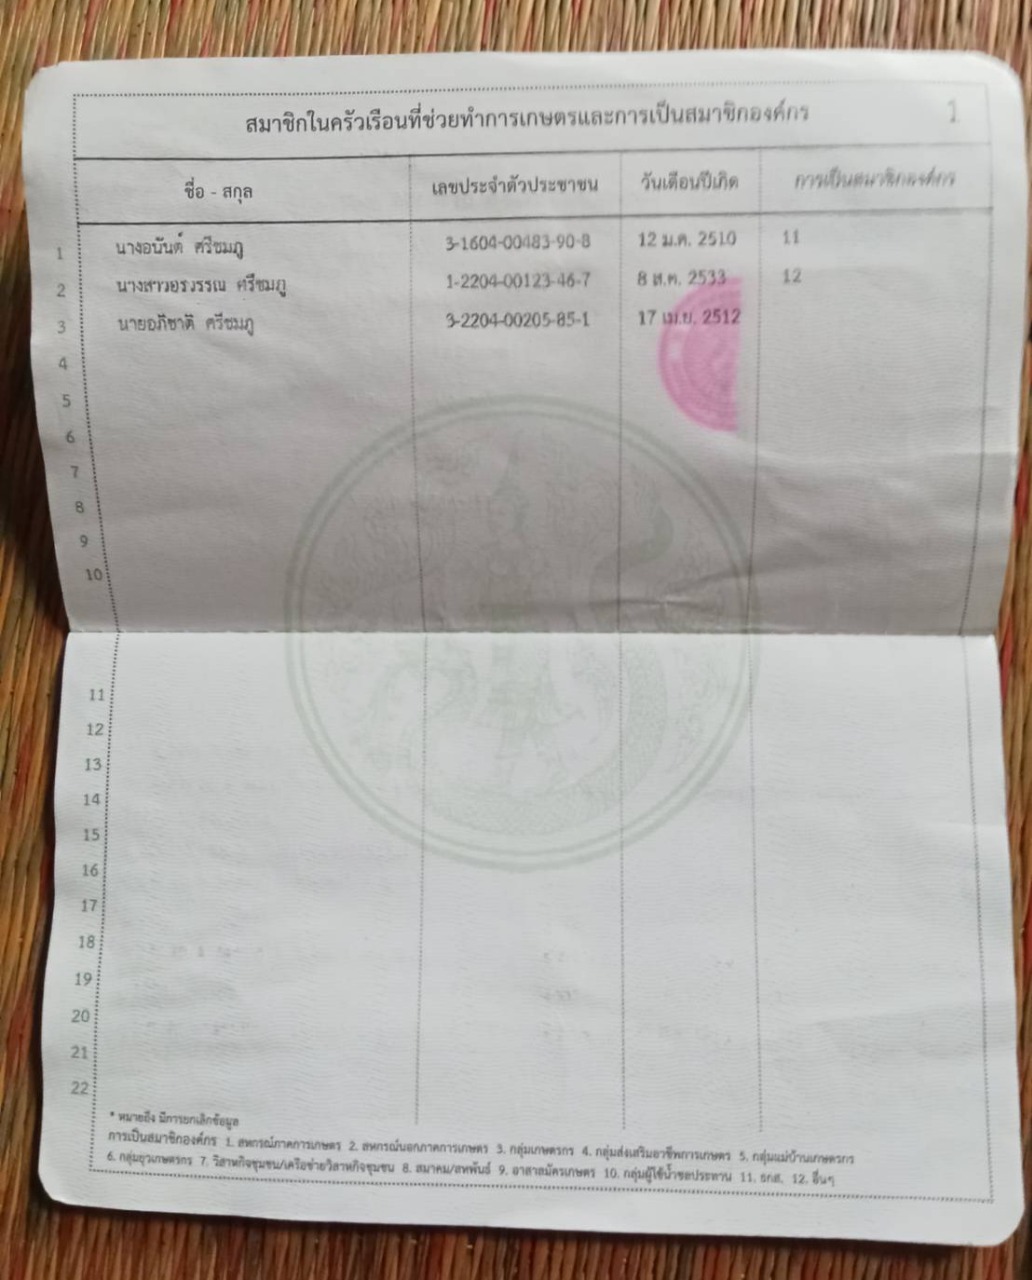 สมาชิกในครัวเรือนที่ช่วยทำการเกษตรและการเป็นสมาชิกองค์กร 1
ชื่อ - สกุล เลขประจำตัวประชาชน วันเดือนปีเกิด การเป็นสมาชิกองค์กร
1 นางอนันต์ ศรีชมภู 3-1604-00483-90-8 12 ม.ค. 2510 11
2 นางสาวอรวรรณ ศรีชมภู 1-2204-00123-46-7 8 ส.ค. 2533 12
3 นายอภิชาติ ศรีชมภู 3-2204-00205-85-1 17 เม.ย. 2512
4
5
6
7
8
9
10
11
12
13
14
15
16
17
18
19
20
21
22
* หมายถึง มีการยกเลิกข้อมูล
การเป็นสมาชิกองค์กร 1. สหกรณ์ภาคการเกษตร 2. สหกรณ์นอกภาคการเกษตร 3. กลุ่มเกษตรกร 4. กลุ่มส่งเสริมอาชีพการเกษตร 5. กลุ่มแม่บ้านเกษตรกร
6. กลุ่มยุวเกษตรกร 7. วิสาหกิจชุมชน/เครือข่ายวิสาหกิจชุมชน 8. สมาคม/สหพันธ์ 9. อาสาสมัครเกษตร 10. กลุ่มผู้ใช้น้ำชลประทาน 11. ธกส. 12. อื่นๆ